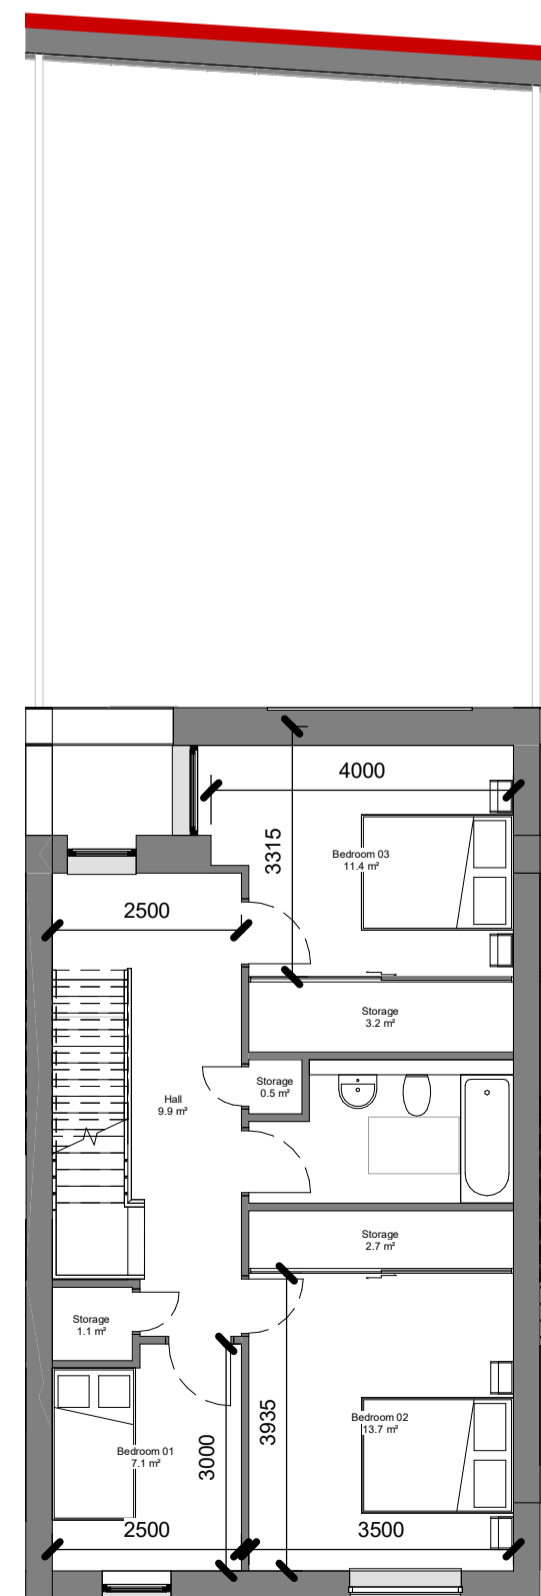 4000
3315
Bedroom 03
11.4 m²
2500
Storage
3.2 m²
Storage
0.5 m²
Hall
9.9 m²
Storage
2.7 m²
Storage
1.1 m²
3935
Bedroom 02
13.7 m²
Bedroom 01
7.1 m²
3000
2500
3500